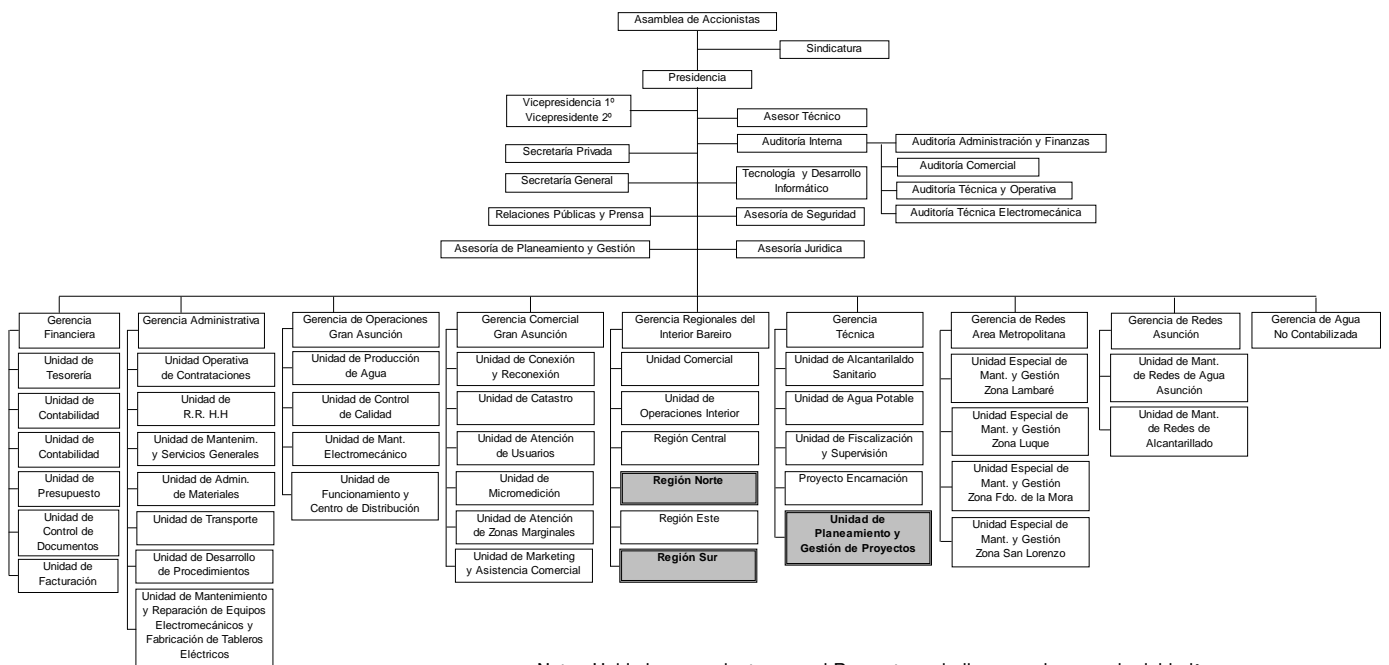 Asamblea de Accionistas
Sindicatura
Presidencia
Vicepresidencia 1º
Vicepresidente 2º
Asesor Técnico
Auditoría Interna
Auditoría Administración y Finanzas
Secretaría Privada
Auditoría Comercial
Secretaría General
Tecnología y Desarrollo
Informático
Auditoría Técnica y Operativa
Relaciones Públicas y Prensa
Asesoría de Seguridad
Auditoría Técnica Electromecánica
Asesoría de Planeamiento y Gestión
Asesoría Juridica
Gerencia
Financiera
Unidad de
Tesorería
Unidad de
Contabilidad
Unidad de
Contabilidad
Unidad de
Presupuesto
Unidad de
Control de
Documentos
Unidad de
Facturación
Gerencia Administrativa
Unidad Operativa
de Contrataciones
Unidad de
R.R. H.H
Unidad de Mantenim.
y Servicios Generales
Unidad de Admin.
de Materiales
Unidad de Transporte
Unidad de Desarrollo
de Procedimientos
Unidad de Mantenimiento
y Reparación de Equipos
Electromecánicos y
Fabricación de Tableros
Eléctricos
Gerencia de Operaciones
Gran Asunción
Unidad de Producción
de Agua
Unidad de Control
de Calidad
Unidad de Mant.
Electromecánico
Unidad de
Funcionamiento y
Centro de Distribución
Gerencia Comercial
Gran Asunción
Unidad de Conexión
y Reconexión
Unidad de Catastro
Unidad de Atención
de Usuarios
Unidad de
Micromedición
Unidad de Atención
de Zonas Marginales
Unidad de Marketing
y Asistencia Comercial
Gerencia Regionales del
Interior Bareiro
Unidad Comercial
Unidad de
Operaciones Interior
Región Central
Región Norte
Región Este
Región Sur
Gerencia
Técnica
Unidad de Alcantarilaldo
Sanitario
Unidad de Agua Potable
Unidad de Fiscalización
y Supervisión
Proyecto Encarnación
Unidad de
Planeamiento y
Gestión de Proyectos
Gerencia de Redes
Area Metropolitana
Unidad Especial de
Mant. y Gestión
Zona Lambaré
Unidad Especial de
Mant. y Gestión
Zona Luque
Unidad Especial de
Mant. y Gestión
Zona Fdo. de la Mora
Unidad Especial de
Mant. y Gestión
Zona San Lorenzo
Gerencia de Redes
Asunción
Unidad de Mant.
de Redes de Agua
Asunción
Unidad de Mant.
de Redes de
Alcantarillado
Gerencia de Agua
No Contabilizada